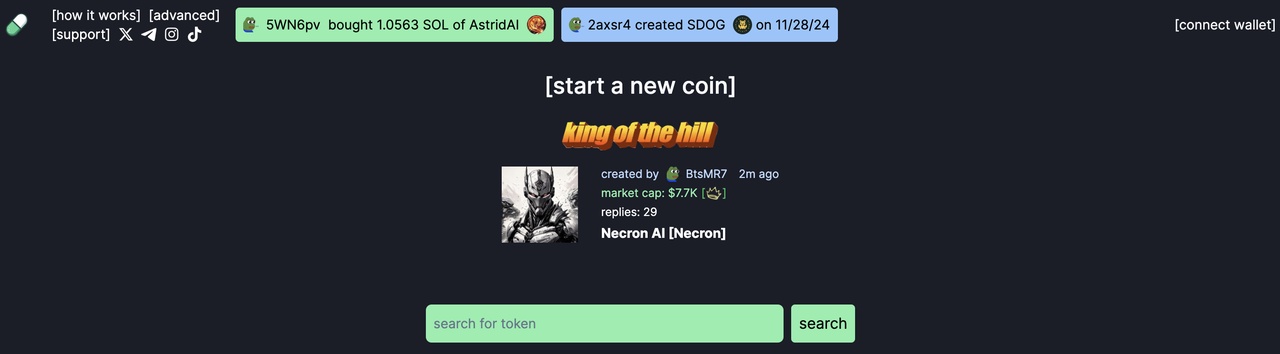 [how it works] [advanced]
[support]
5WN6pv bought 1.0563 SOL of AstridAI
2axsr4 created SDOG on 11/28/24
[connect wallet]
[start a new coin]
king of the hill
created by BtsMR7 2m ago
market cap: $7.7K []
replies: 29
Necron AI [Necron]
search for token
search